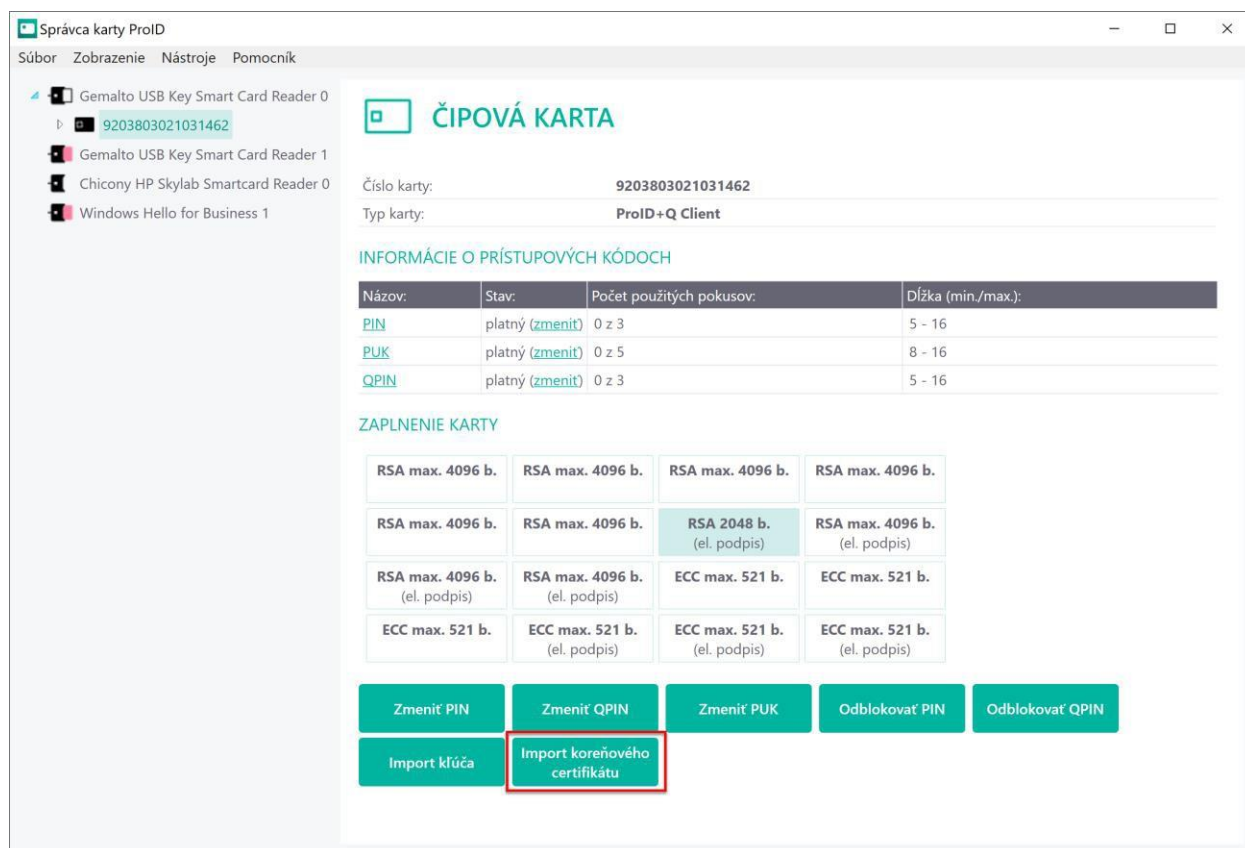 Správca karty ProID
Súbor Zobrazenie Nástroje Pomocník
Gemalto USB Key Smart Card Reader 0
9203803021031462
Gemalto USB Key Smart Card Reader 1
Chicony HP Skylab Smartcard Reader 0
Windows Hello for Business 1
ČIPOVÁ KARTA
Číslo karty: 9203803021031462
Typ karty: ProID+Q Client
INFORMÁCIE O PRÍSTUPOVÝCH KÓDOCH
Názov: Stav: Počet použitých pokusov: Dĺžka (min./max.):
PIN platný (zmeniť) 0 z 3 5 - 16
PUK platný (zmeniť) 0 z 5 8 - 16
QPIN platný (zmeniť) 0 z 3 5 - 16
ZAPLNENIE KARTY
RSA max. 4096 b. RSA max. 4096 b. RSA max. 4096 b. RSA max. 4096 b.
RSA max. 4096 b. RSA max. 4096 b. RSA 2048 b. RSA max. 4096 b.
(el. podpis) (el. podpis)
RSA max. 4096 b. RSA max. 4096 b. ECC max. 521 b. ECC max. 521 b.
(el. podpis) (el. podpis)
ECC max. 521 b. ECC max. 521 b. ECC max. 521 b. ECC max. 521 b.
(el. podpis) (el. podpis) (el. podpis)
Zmeniť PIN Zmeniť QPIN Zmeniť PUK Odblokovať PIN Odblokovať QPIN
Import kľúča Import koreňového
certifikátu